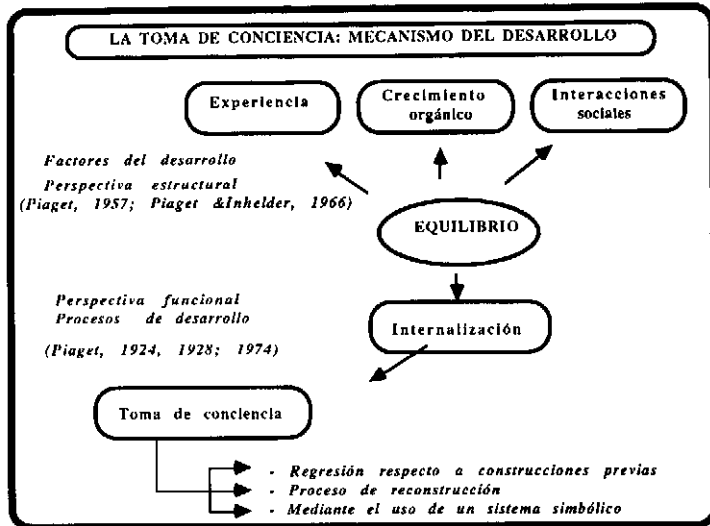 LA TOMA DE CONCIENCIA: MECANISMO DEL DESARROLLO
Experiencia
Crecimiento
orgánico
Interacciones
sociales
Factores del desarrollo
Perspectiva estructural
(Piaget, 1957; Piaget &Inhelder, 1966)
EQUILIBRIO
Perspectiva funcional
Procesos de desarrollo
(Piaget, 1924, 1928; 1974)
Internalización
Toma de conciencia
- Regresión respecto a construcciones previas
- Proceso de reconstrucción
- Mediante el uso de un sistema simbólico